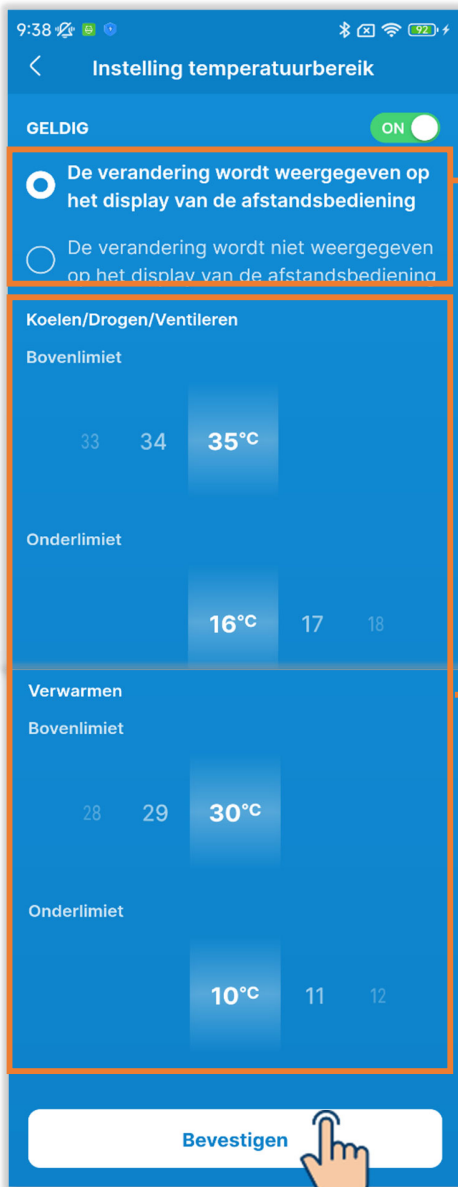 9:38
92
Instelling temperatuurbereik
GELDIG
ON
De verandering wordt weergegeven op
het display van de afstandsbediening
De verandering wordt niet weergegeven
op het display van de afstandsbediening
Koelen/Drogen/Ventileren
Bovenlimiet
33 34 35°C
Onderlimiet
16°C 17 18
Verwarmen
Bovenlimiet
28 29 30°C
Onderlimiet
10°C 11 12
Bevestigen